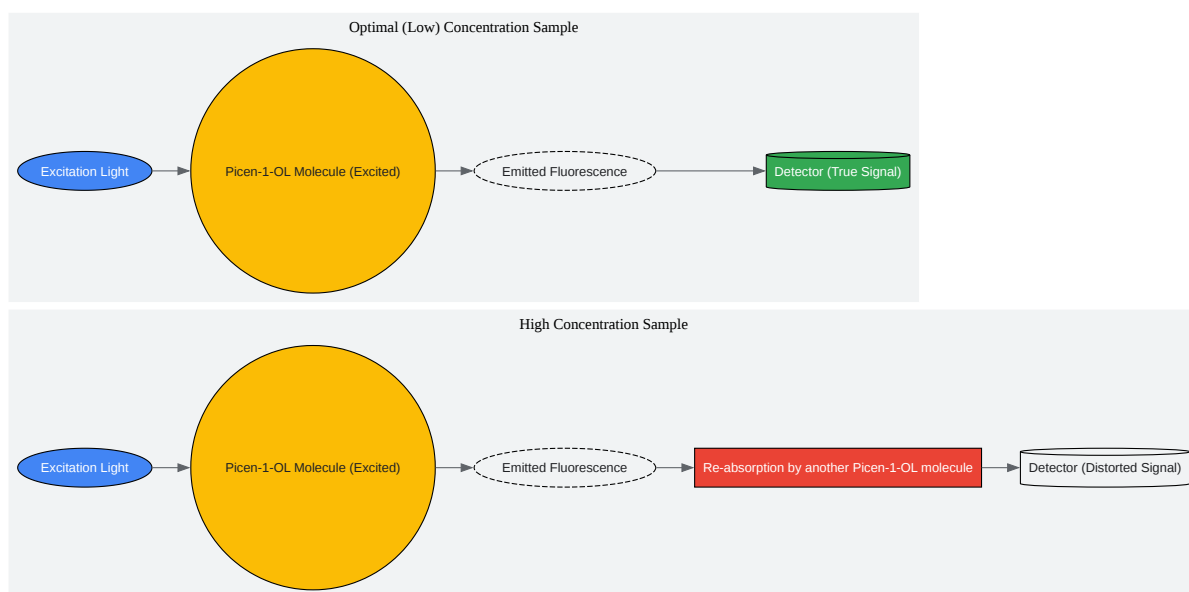 Optimal (Low) Concentration Sample
Excitation Light
Picen-1-OL Molecule (Excited)
Emitted Fluorescence
Detector (True Signal)
High Concentration Sample
Excitation Light
Picen-1-OL Molecule (Excited)
Emitted Fluorescence
Re-absorption by another Picen-1-OL molecule
Detector (Distorted Signal)